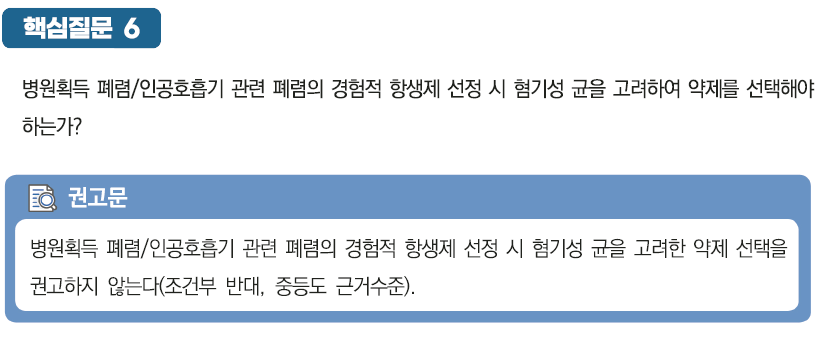 핵심질문 6
병원획득 폐렴/인공호흡기 관련 폐렴의 경험적 항생제 선정 시 혐기성 균을 고려하여 약제를 선택해야
하는가?
권고문
병원획득 폐렴/인공호흡기 관련 폐렴의 경험적 항생제 선정 시 혐기성 균을 고려한 약제 선택을
권고하지 않는다(조건부 반대, 중등도 근거수준).